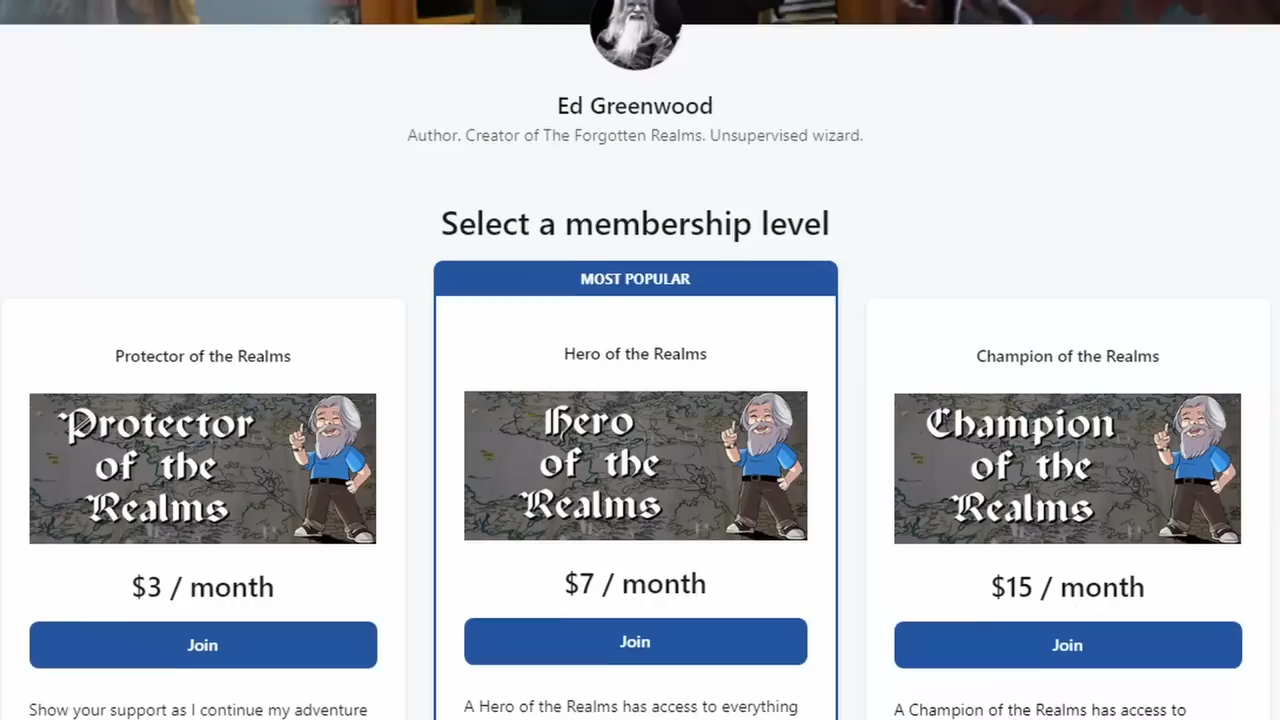 Ed Greenwood
Author. Creator of The Forgotten Realms. Unsupervised wizard.
Select a membership level
MOST POPULAR
Protector of the Realms
Protector
of the
Realms
$3 / month
Join
Show your support as I continue my adventure
Hero of the Realms
Hero
of the
Realms
$7 / month
Join
A Hero of the Realms has access to everything
Champion of the Realms
Champion
of the
Realms
$15 / month
Join
A Champion of the Realms has access to